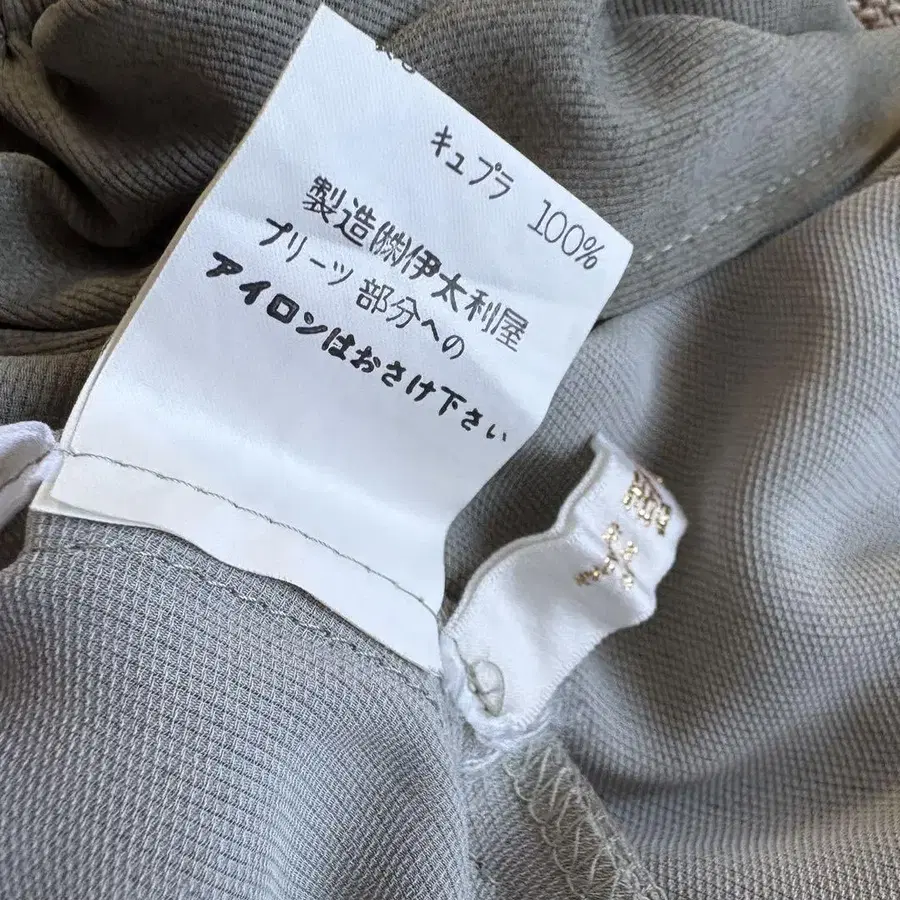 キュプラ 100%
製造㈱伊太利屋
プリーツ部分への
アイロンはおさけ下さい